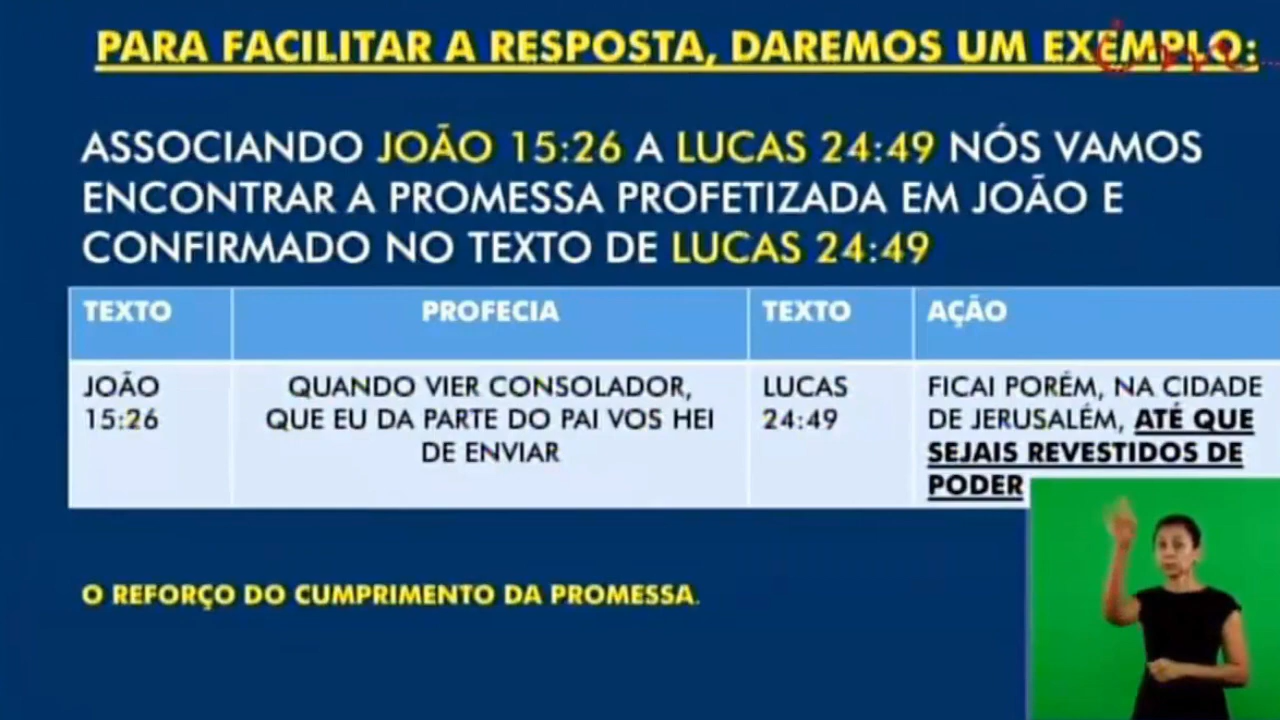 PARA FACILITAR A RESPOSTA, DAREMOS UM EXEMPLO:
ASSOCIANDO JOÃO 15:26 A LUCAS 24:49 NÓS VAMOS
ENCONTRAR A PROMESSA PROFETIZADA EM JOÃO E
CONFIRMADO NO TEXTO DE LUCAS 24:49
TEXTO PROFECIA TEXTO AÇÃO
JOÃO
15:26
QUANDO VIER CONSOLADOR,
QUE EU DA PARTE DO PAI VOS HEI
DE ENVIAR
LUCAS
24:49
FICAI PORÉM, NA CIDADE
DE JERUSALÉM, ATÉ QUE
SEJAIS REVESTIDOS DE
PODER
O REFORÇO DO CUMPRIMENTO DA PROMESSA.